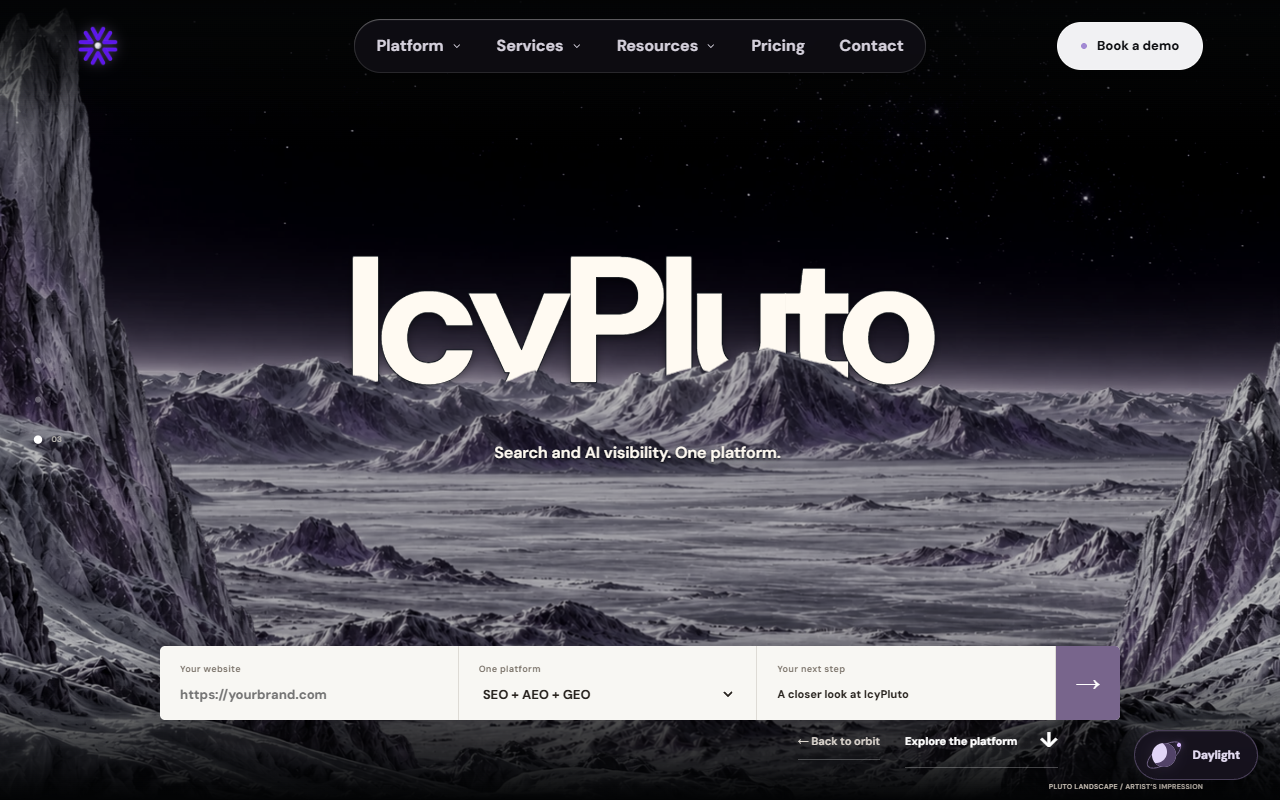 Platform
Services
Resources
Pricing
Contact
Book a demo
IcyPluto
03
Search and AI visibility. One platform.
Your website
https://yourbrand.com
One platform
SEO + AEO + GEO
Your next step
A closer look at IcyPluto
→
← Back to orbit
Explore the platform ↓
Daylight
PLUTO LANDSCAPE / ARTIST'S IMPRESSION